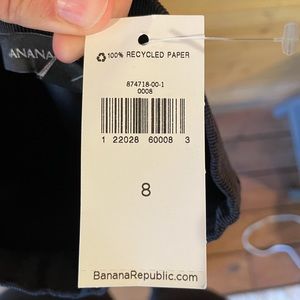 ANANA
♻ 100% RECYCLED PAPER
874718-00-1
0008
1 22028 60008 3
8
BananaRepublic.com